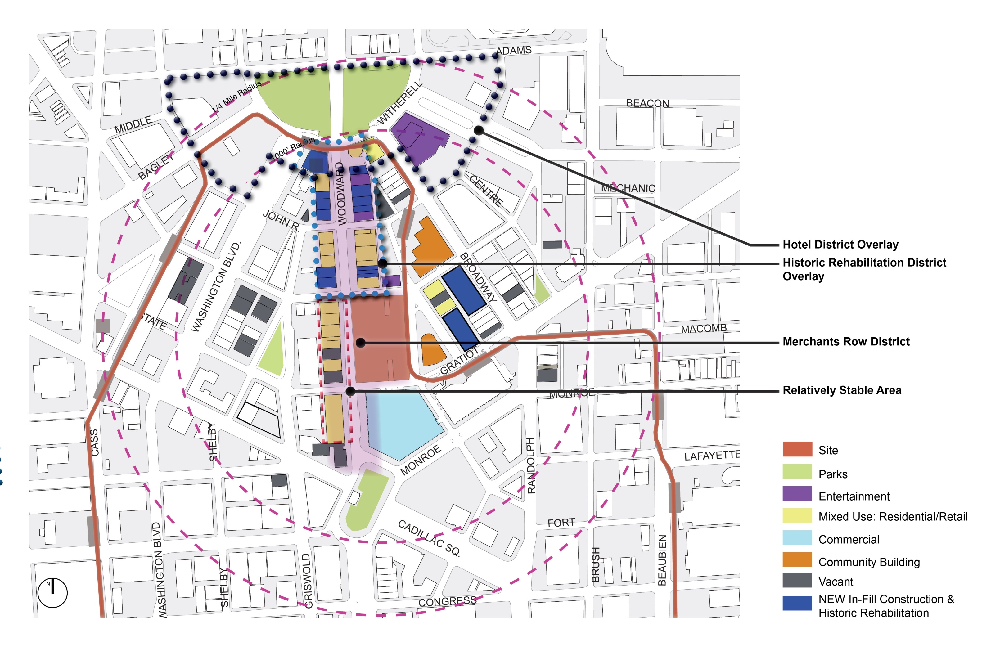 ADAMS
1/4 Mile Radius
WITHERELL
BEACON
MIDDLE
1000' Radius
BAGLEY
WOODWARD
CENTRE
MECHANIC
JOHN R.
WASHINGTON BLVD.
BROADWAY
STATE
MACOMB
GRATIOT
MONROE
CASS
SHELBY
MONROE
RANDOLPH
LAFAYETTE
CADILLAC SQ.
FORT
WASHINGTON BLVD
SHELBY
GRISWOLD
BRUSH
BEAUBIEN
CONGRESS
N
Hotel District Overlay
Historic Rehabilitation District
Overlay
Merchants Row District
Relatively Stable Area
Site
Parks
Entertainment
Mixed Use: Residential/Retail
Commercial
Community Building
Vacant
NEW In-Fill Construction &
Historic Rehabilitation